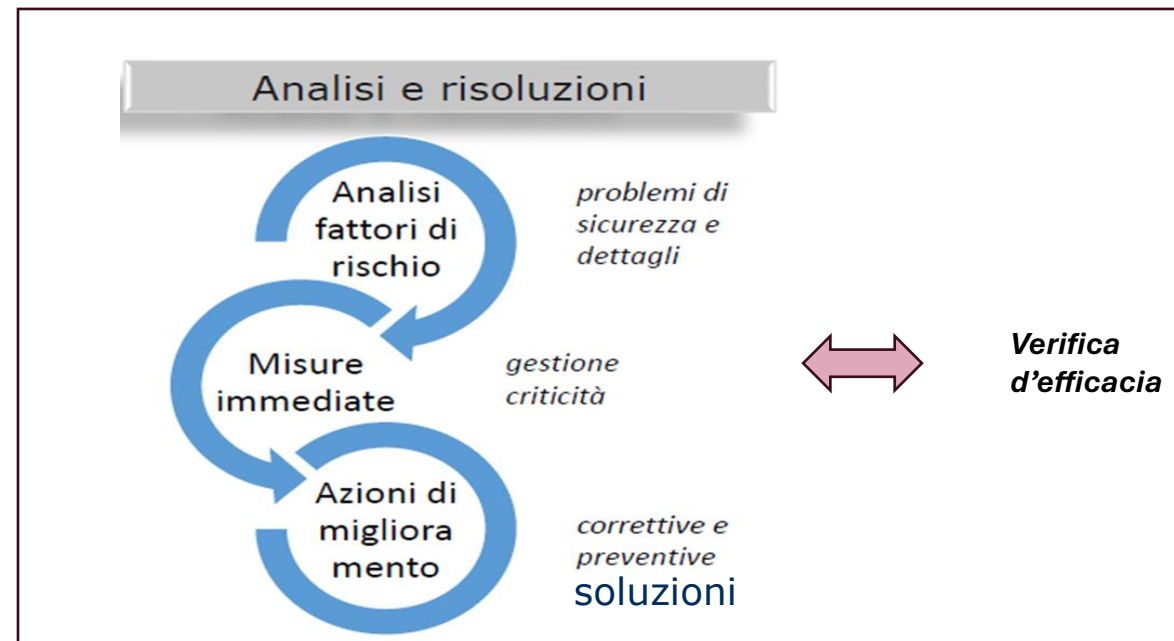 Analisi e risoluzioni
Analisi
fattori di
rischio
problemi di
sicurezza e
dettagli
Misure
immediate
gestione
criticità
Verifica
d’efficacia
Azioni di
migliora
mento
correttive e
preventive
soluzioni